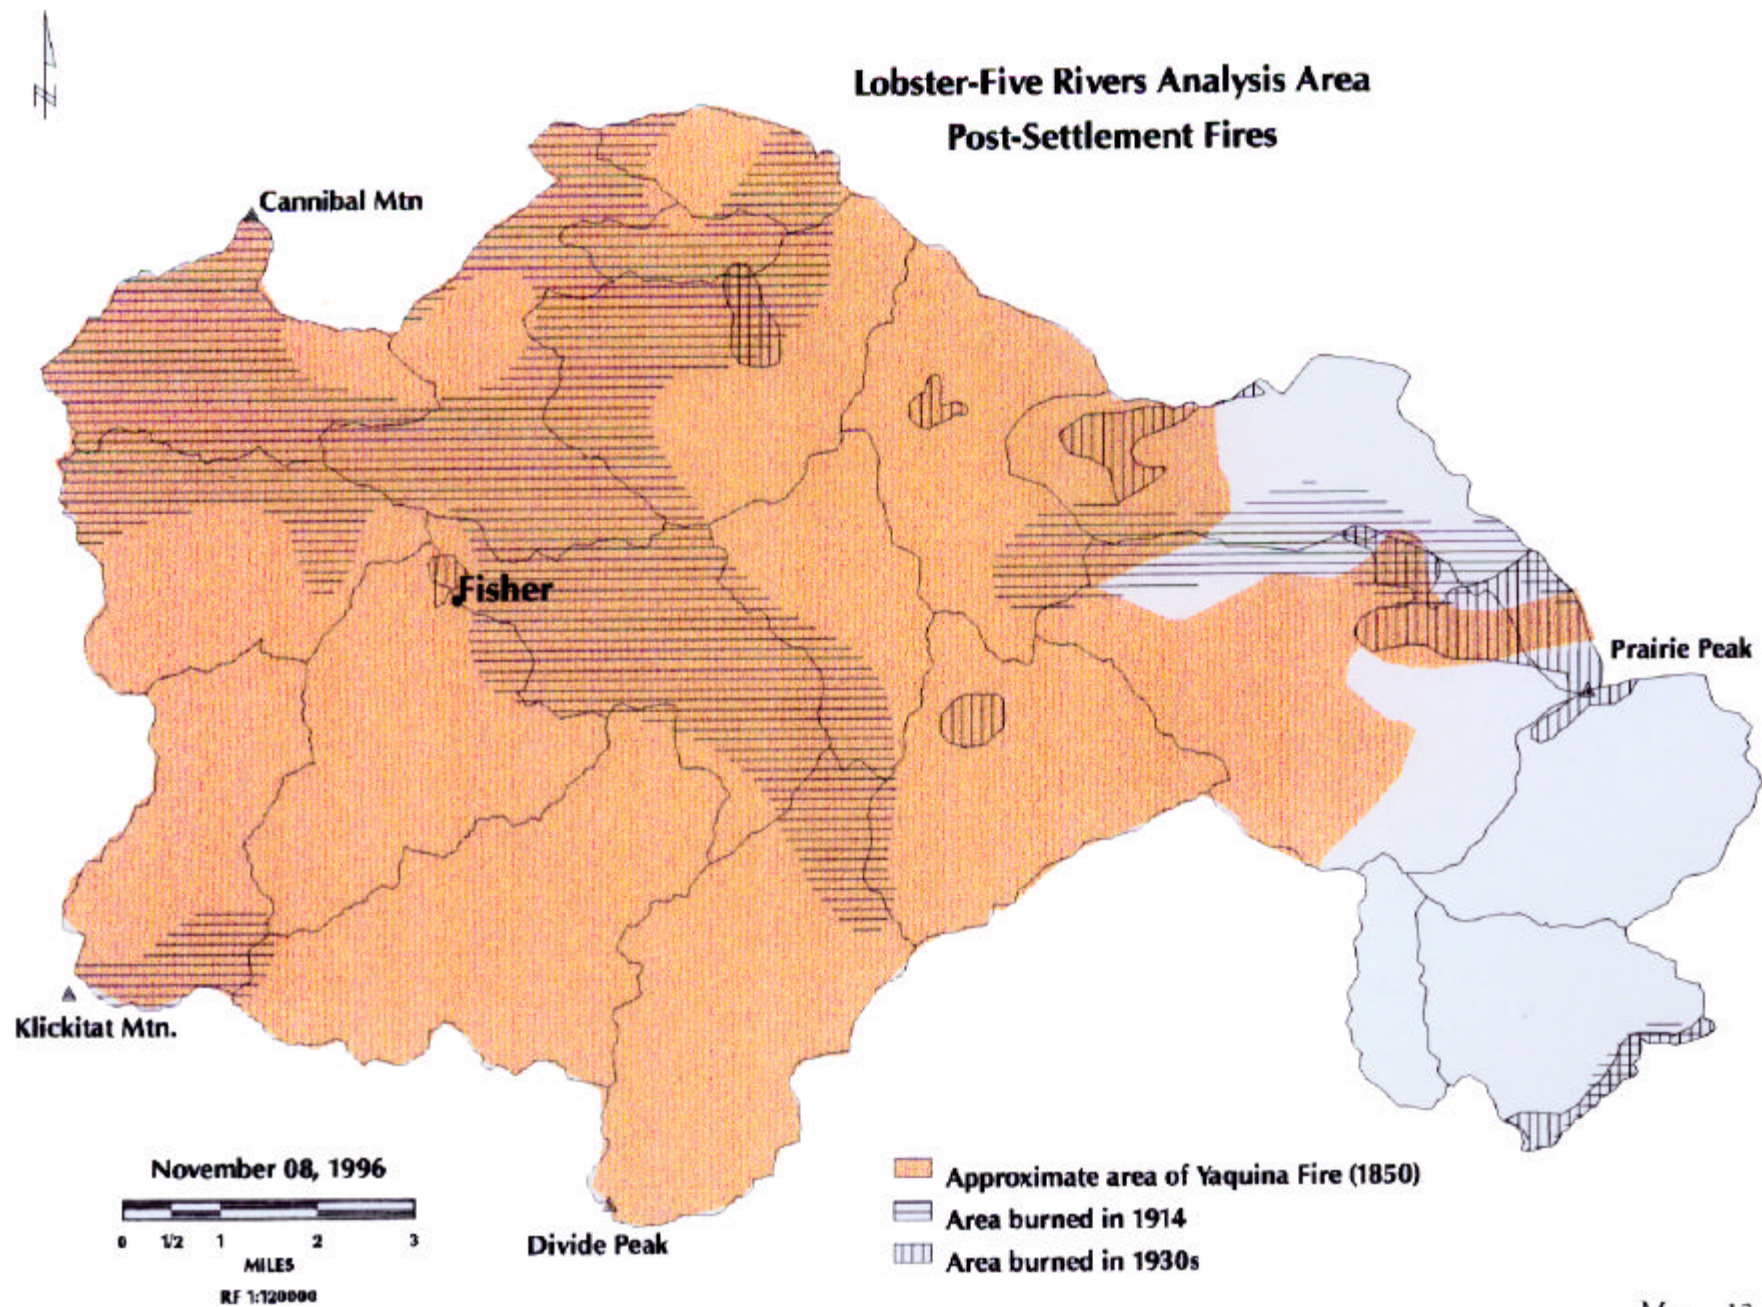 Lobster-Five Rivers Analysis Area
Post-Settlement Fires
Cannibal Mtn
Fisher
Prairie Peak
Klickitat Mtn.
Divide Peak
November 08, 1996
0 1/2 1 2 3
MILES
RF 1:120000
Approximate area of Yaquina Fire (1850)
Area burned in 1914
Area burned in 1930s